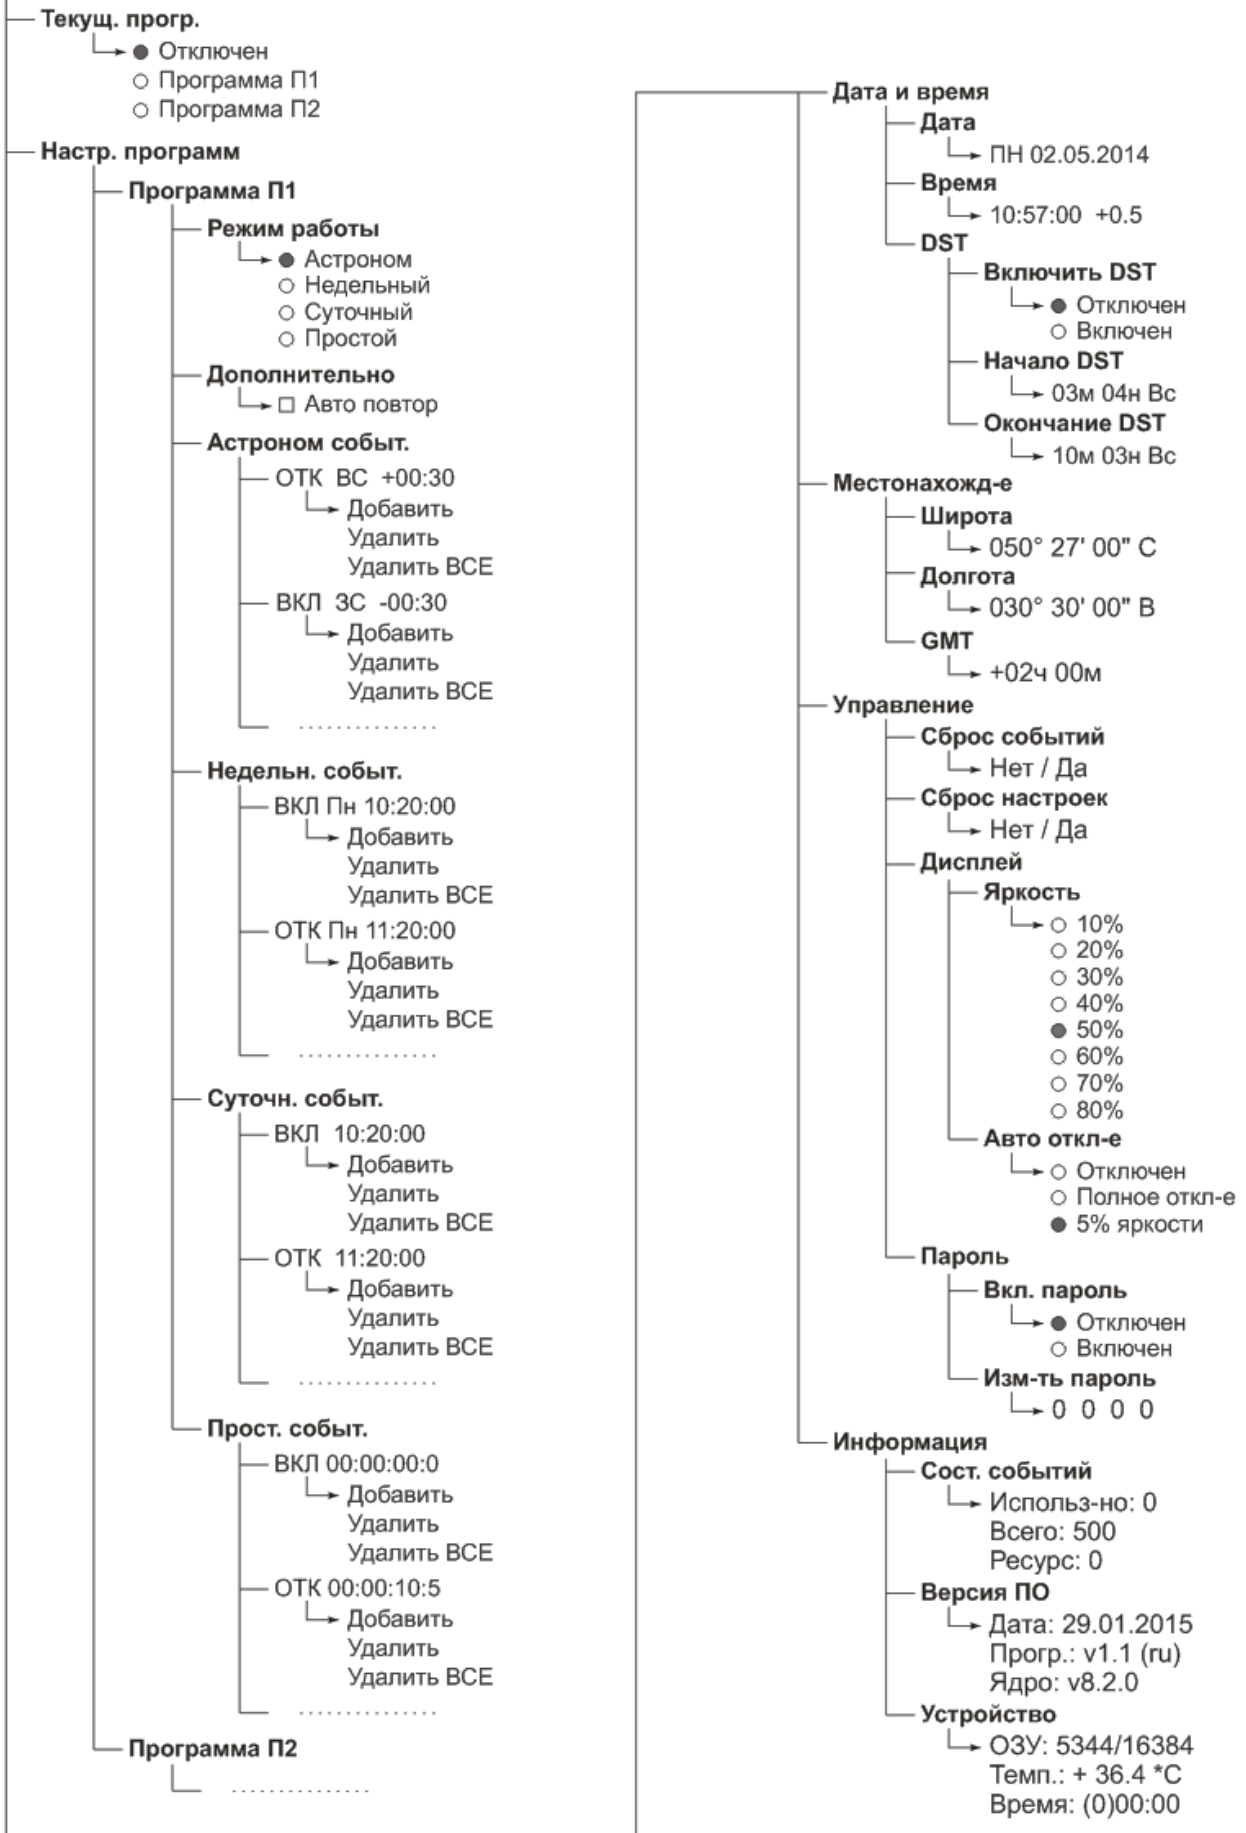 Текущ. прогр.
Отключен
Программа П1
Программа П2
Настр. программ
Программа П1
Режим работы
Астроном
Недельный
Суточный
Простой
Дополнительно
Авто повтор
Астроном событ.
ОТК ВС +00:30
Добавить
Удалить
Удалить ВСЕ
ВКЛ ЗС -00:30
Добавить
Удалить
Удалить ВСЕ
Недельн. событ.
ВКЛ Пн 10:20:00
Добавить
Удалить
Удалить ВСЕ
ОТК Пн 11:20:00
Добавить
Удалить
Удалить ВСЕ
Суточн. событ.
ВКЛ 10:20:00
Добавить
Удалить
Удалить ВСЕ
ОТК 11:20:00
Добавить
Удалить
Удалить ВСЕ
Прост. событ.
ВКЛ 00:00:00:0
Добавить
Удалить
Удалить ВСЕ
ОТК 00:00:10:5
Добавить
Удалить
Удалить ВСЕ
Программа П2
Дата и время
Дата
ПН 02.05.2014
Время
10:57:00 +0.5
DST
Включить DST
Отключен
Включен
Начало DST
03м 04н Вс
Окончание DST
10м 03н Вс
Местонахожд-е
Широта
050° 27' 00" С
Долгота
030° 30' 00" В
GMT
+02ч 00м
Управление
Сброс событий
Нет / Да
Сброс настроек
Нет / Да
Дисплей
Яркость
10%
20%
30%
40%
50%
60%
70%
80%
Авто откл-е
Отключен
Полное откл-е
5% яркости
Пароль
Вкл. пароль
Отключен
Включен
Изм-ть пароль
0 0 0 0
Информация
Сост. событий
Использ-но: 0
Всего: 500
Ресурс: 0
Версия ПО
Дата: 29.01.2015
Прогр.: v1.1 (ru)
Ядро: v8.2.0
Устройство
ОЗУ: 5344/16384
Темп.: + 36.4 *C
Время: (0)00:00